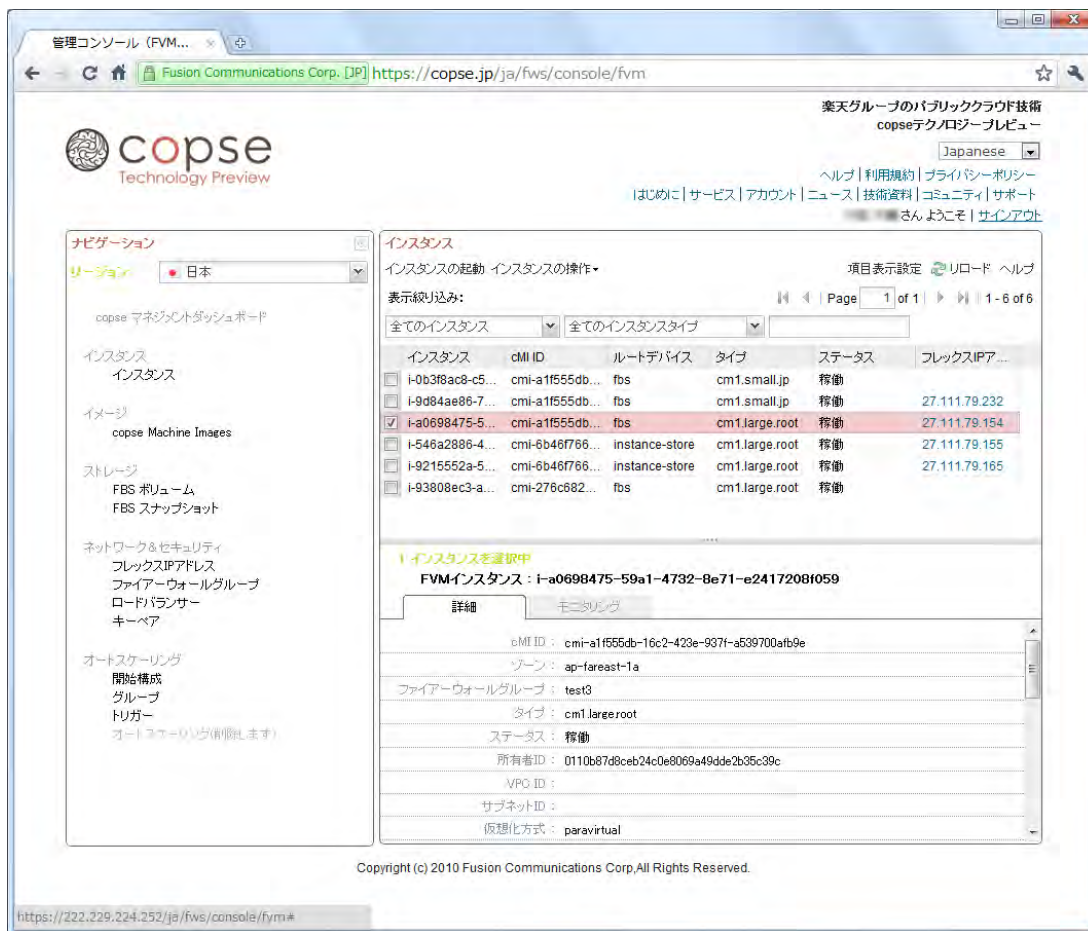 管理コンソール（FVM...
Fusion Communications Corp. [JP] https://copse.jp/ja/fws/console/fvm
楽天グループのパブリッククラウド技術
copseテクノロジープレビュー
copse
Technology Preview
Japanese
ヘルプ | 利用規約 | プライバシーポリシー
はじめに | サービス | アカウント | ニュース | 技術資料 | コミュニティ | サポート
さん ようこそ | サインアウト
ナビゲーション
リージョン: 日本
copse マネジメントダッシュボード
インスタンス
インスタンス
イメージ
copse Machine Images
ストレージ
FBS ボリューム
FBS スナップショット
ネットワーク&セキュリティ
フレックスIPアドレス
ファイアーウォールグループ
ロードバランサー
キーペア
オートスケーリング
開始構成
グループ
トリガー
オートスケーリング(削除します)
インスタンス
インスタンスの起動 インスタンスの操作 項目表示設定 リロード ヘルプ
表示絞り込み: Page 1 of 1 1 - 6 of 6
全てのインスタンス 全てのインスタンスタイプ
インスタンス cMI ID ルートデバイス タイプ ステータス フレックスIPア...
i-0b3f8ac8-c5... cmi-a1f555db... fbs cm1.small.jp 稼働
i-9d84ae86-7... cmi-a1f555db... fbs cm1.small.jp 稼働 27.111.79.232
i-a0698475-5... cmi-a1f555db... fbs cm1.large.root 稼働 27.111.79.154
i-546a2886-4... cmi-6b46f766... instance-store cm1.large.root 稼働 27.111.79.155
i-9215552a-5... cmi-6b46f766... instance-store cm1.large.root 稼働 27.111.79.165
i-93808ec3-a... cmi-276c682... fbs cm1.large.root 稼働
1 インスタンスを選択中
FVMインスタンス：i-a0698475-59a1-4732-8e71-e2417208f059
詳細 モニタリング
cMI ID : cmi-a1f555db-16c2-423e-937f-a539700afb9e
ゾーン : ap-fareast-1a
ファイアーウォールグループ : test3
タイプ : cm1.large.root
ステータス : 稼働
所有者ID : 0110b87d8ceb24c0e8069a49dde2b35c39c
VPC ID :
サブネットID :
仮想化方式 : paravirtual
Copyright (c) 2010 Fusion Communications Corp,All Rights Reserved.
https://222.229.224.252/ja/fws/console/fvm#